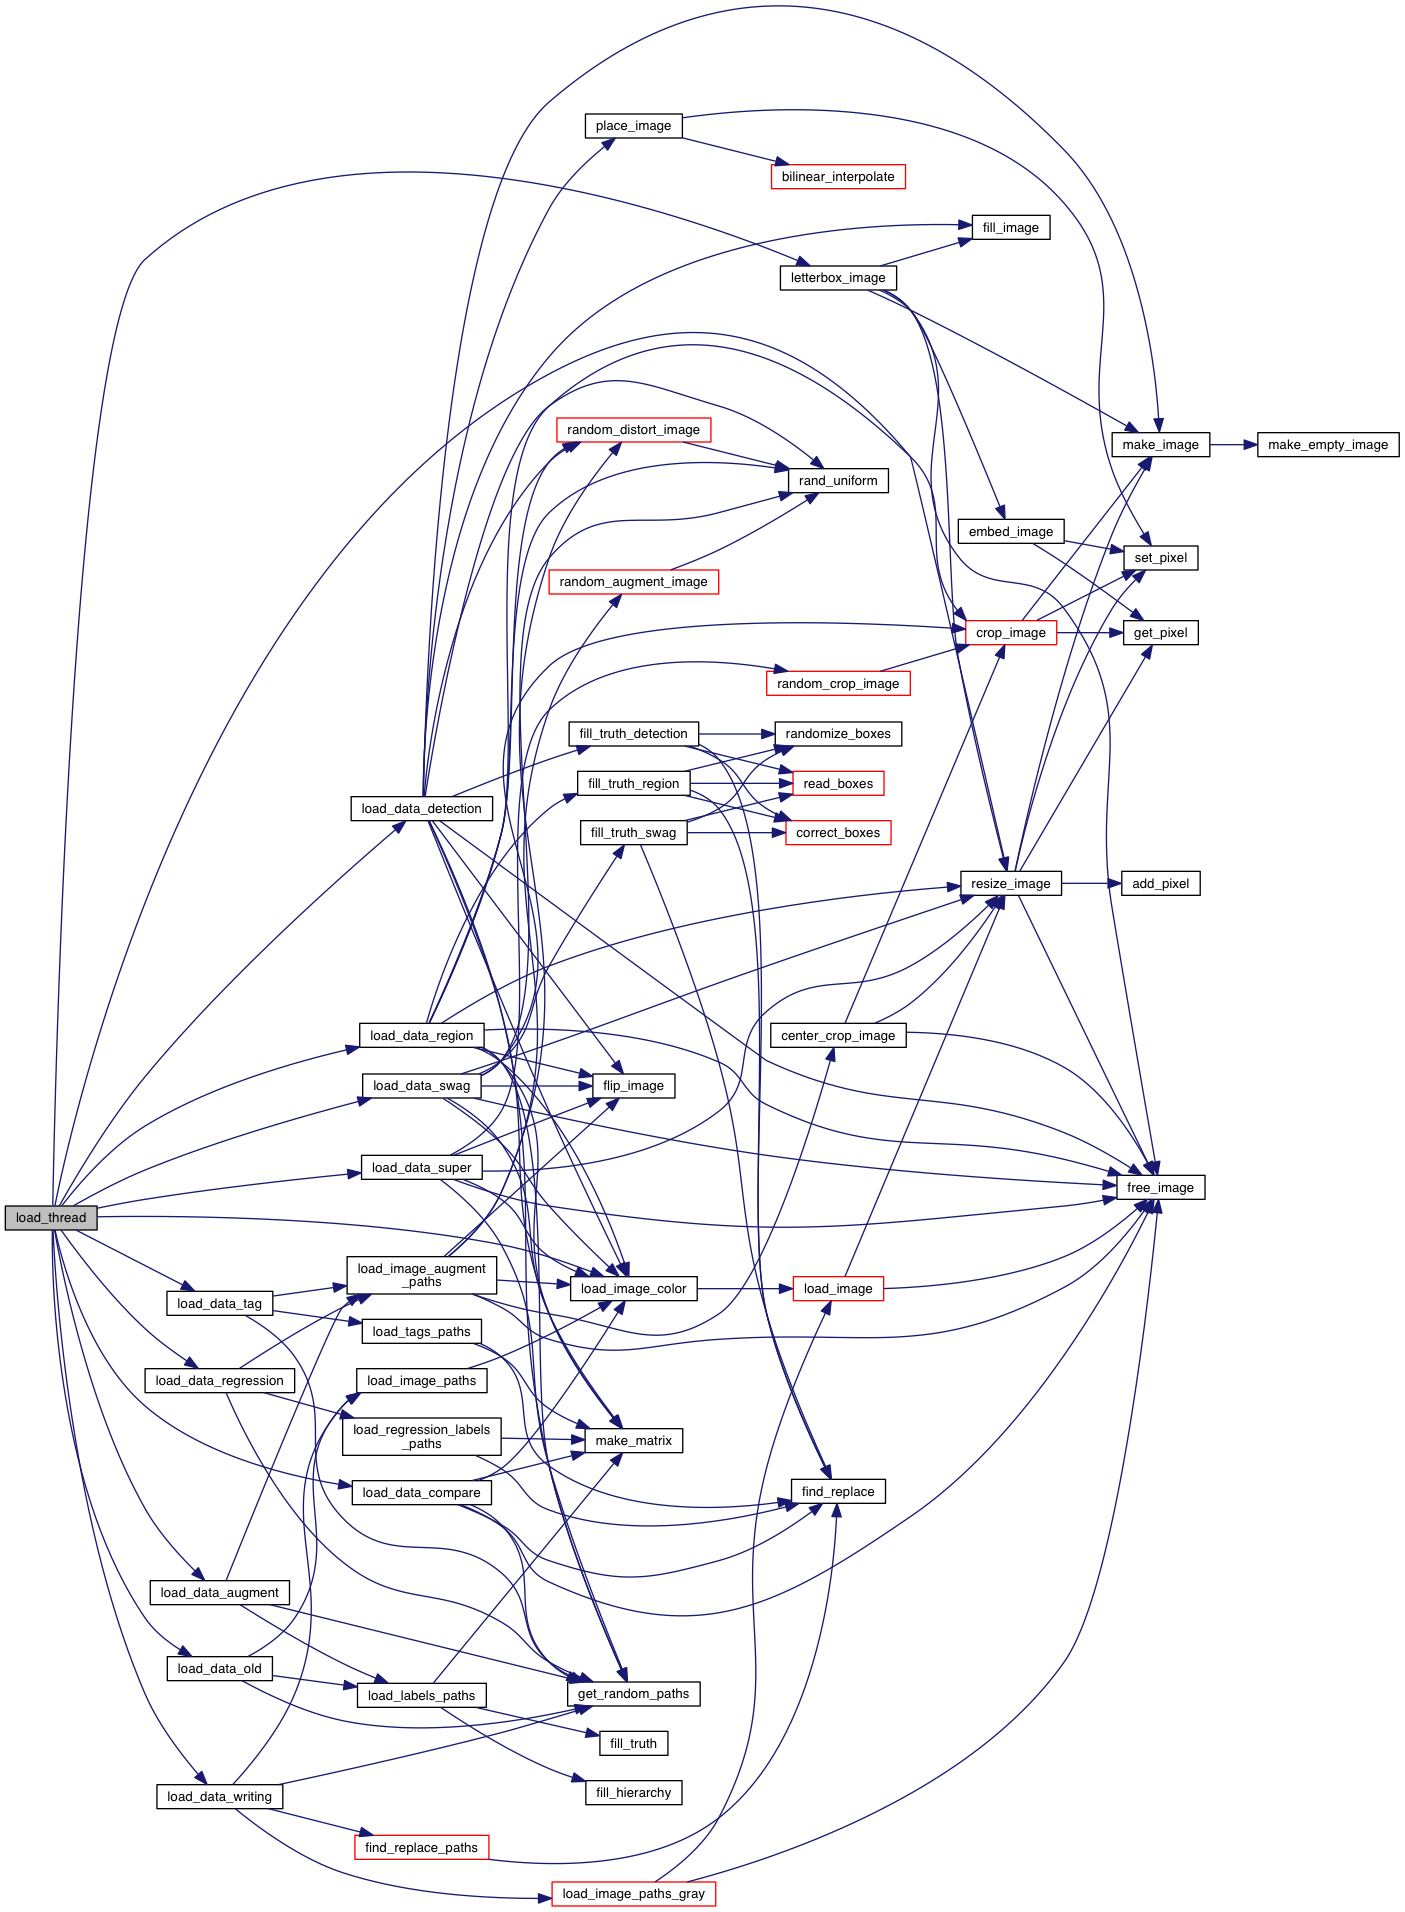 place_image
bilinear_interpolate
fill_image
letterbox_image
random_distort_image
make_image
make_empty_image
rand_uniform
embed_image
set_pixel
random_augment_image
crop_image
get_pixel
random_crop_image
fill_truth_detection
randomize_boxes
fill_truth_region
read_boxes
load_data_detection
fill_truth_swag
correct_boxes
resize_image
add_pixel
load_data_region
center_crop_image
load_data_swag
flip_image
load_data_super
free_image
load_thread
load_image_augment
_paths
load_image_color
load_image
load_data_tag
load_tags_paths
load_data_regression
load_image_paths
load_regression_labels
_paths
make_matrix
load_data_compare
find_replace
load_data_augment
load_data_old
load_labels_paths
get_random_paths
fill_truth
fill_hierarchy
load_data_writing
find_replace_paths
load_image_paths_gray